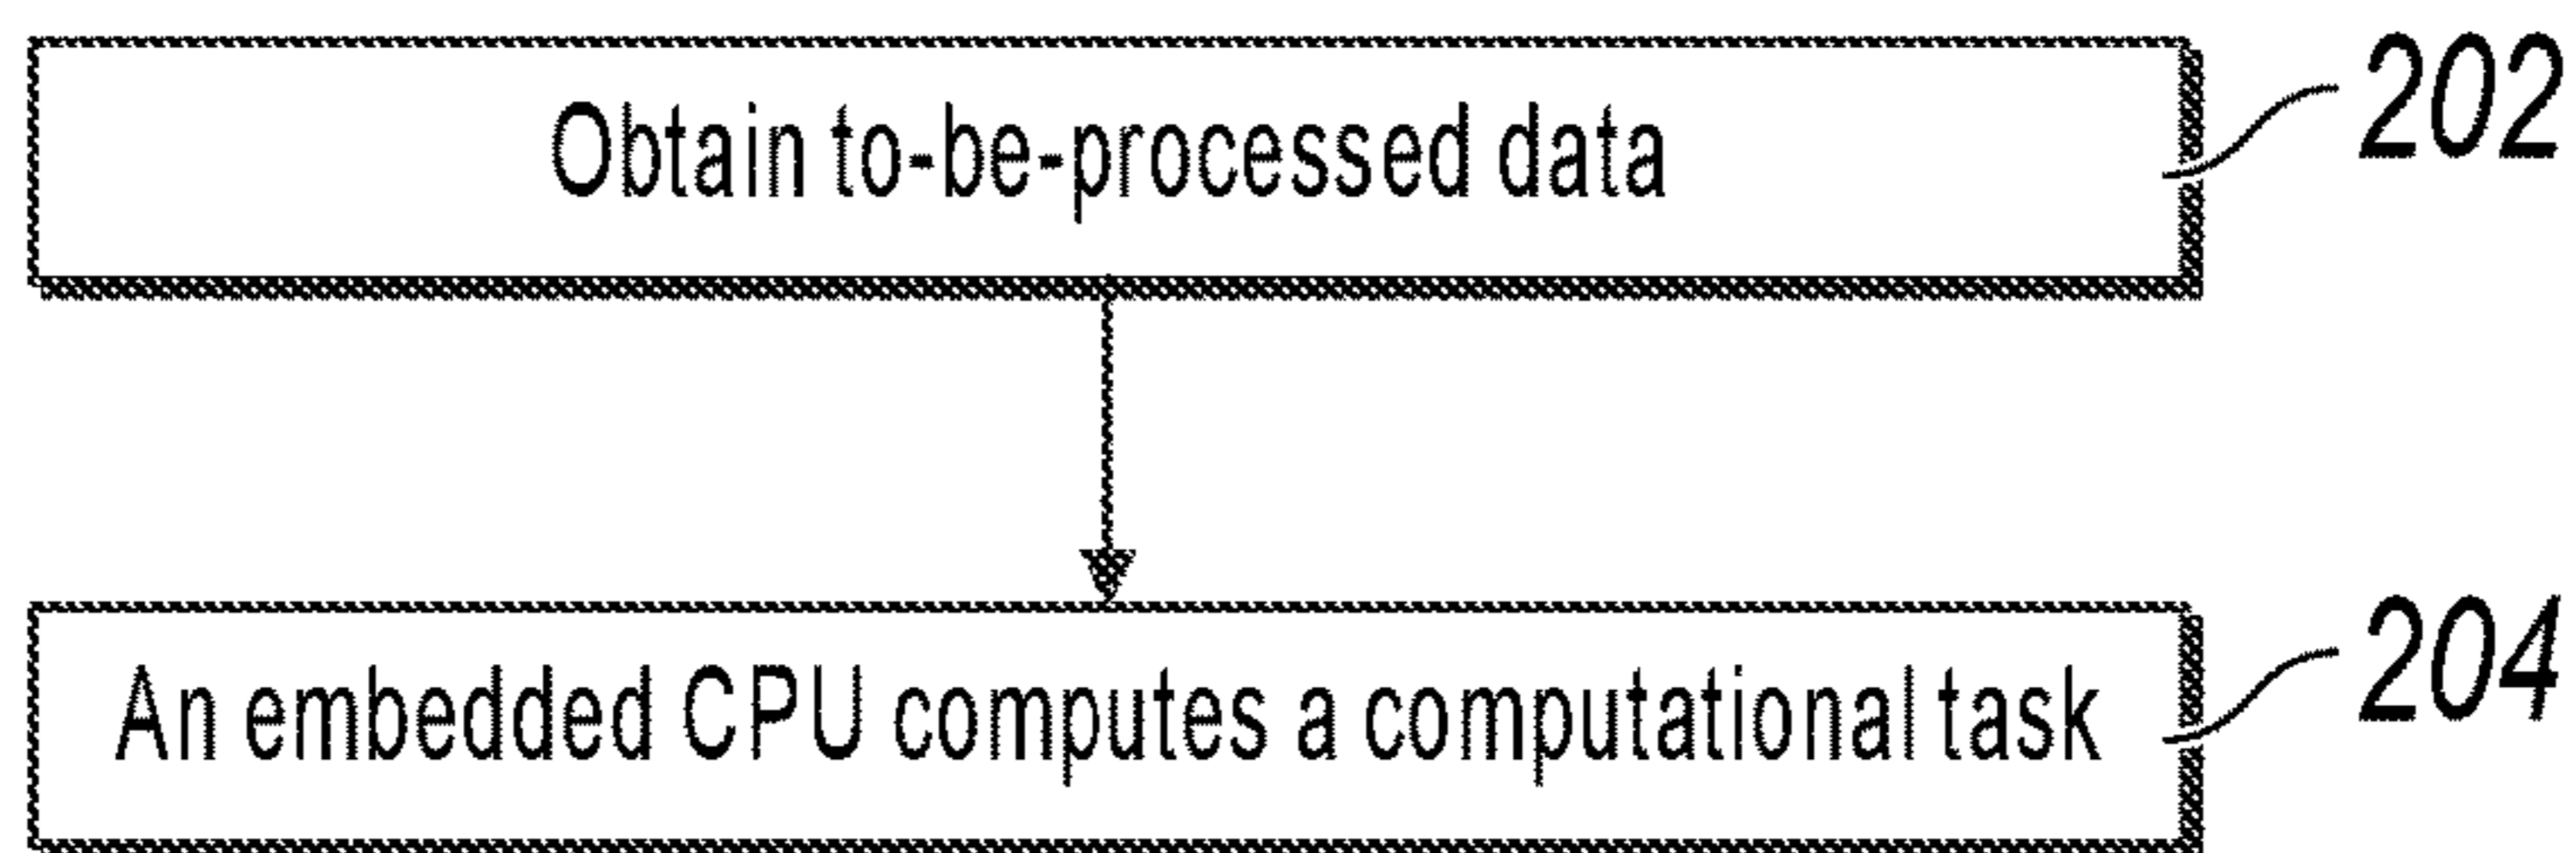 Obtain to-be-processed data
202
An embedded CPU computes a computational task
204